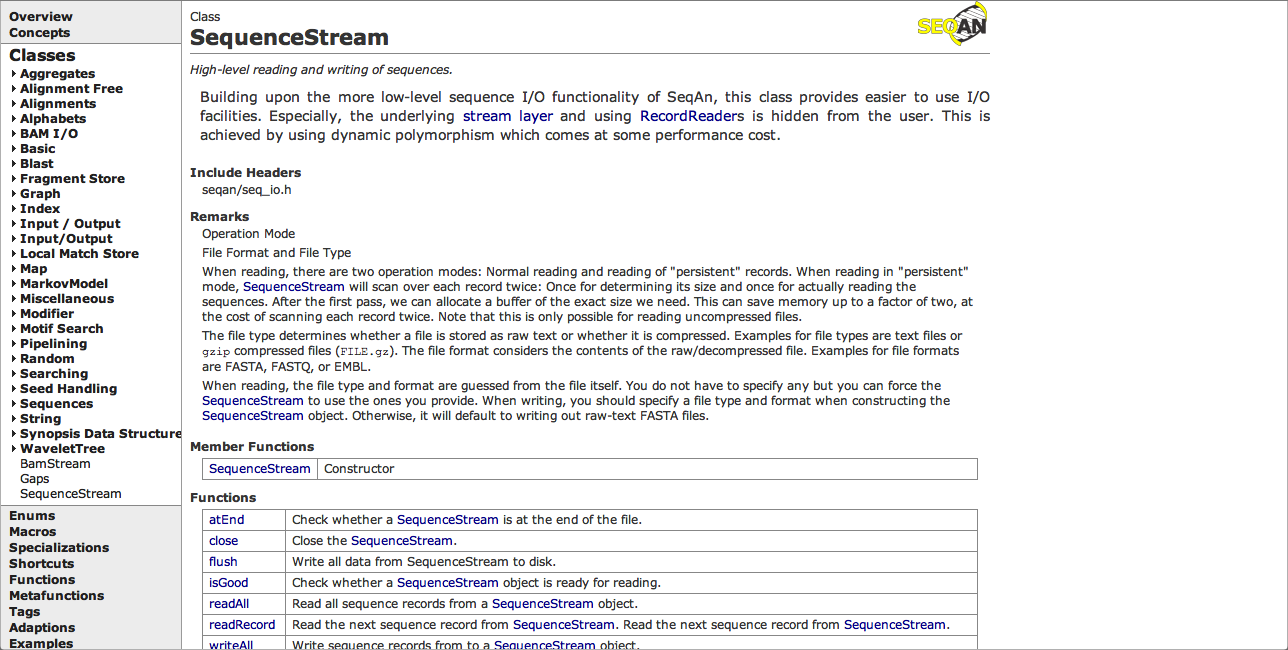 Overview
Concepts
Classes
Aggregates
Alignment Free
Alignments
Alphabets
BAM I/O
Basic
Blast
Fragment Store
Graph
Index
Input / Output
Input/Output
Local Match Store
Map
MarkovModel
Miscellaneous
Modifier
Motif Search
Pipelining
Random
Searching
Seed Handling
Sequences
String
Synopsis Data Structure
WaveletTree
BamStream
Gaps
SequenceStream
Enums
Macros
Specializations
Shortcuts
Functions
Metafunctions
Tags
Adaptions
Examples
Class
SEQAN
SequenceStream
High-level reading and writing of sequences.
Building upon the more low-level sequence I/O functionality of SeqAn, this class provides easier to use I/O
facilities. Especially, the underlying stream layer and using RecordReaders is hidden from the user. This is
achieved by using dynamic polymorphism which comes at some performance cost.
Include Headers
seqan/seq_io.h
Remarks
Operation Mode
File Format and File Type
When reading, there are two operation modes: Normal reading and reading of "persistent" records. When reading in "persistent"
mode, SequenceStream will scan over each record twice: Once for determining its size and once for actually reading the
sequences. After the first pass, we can allocate a buffer of the exact size we need. This can save memory up to a factor of two, at
the cost of scanning each record twice. Note that this is only possible for reading uncompressed files.
The file type determines whether a file is stored as raw text or whether it is compressed. Examples for file types are text files or
gzip compressed files (FILE.gz). The file format considers the contents of the raw/decompressed file. Examples for file formats
are FASTA, FASTQ, or EMBL.
When reading, the file type and format are guessed from the file itself. You do not have to specify any but you can force the
SequenceStream to use the ones you provide. When writing, you should specify a file type and format when constructing the
SequenceStream object. Otherwise, it will default to writing out raw-text FASTA files.
Member Functions
SequenceStream Constructor
Functions
atEnd Check whether a SequenceStream is at the end of the file.
close Close the SequenceStream.
flush Write all data from SequenceStream to disk.
isGood Check whether a SequenceStream object is ready for reading.
readAll Read all sequence records from a SequenceStream object.
readRecord Read the next sequence record from SequenceStream. Read the next sequence record from SequenceStream.
writeAll Write sequence records from to a SequenceStream object.